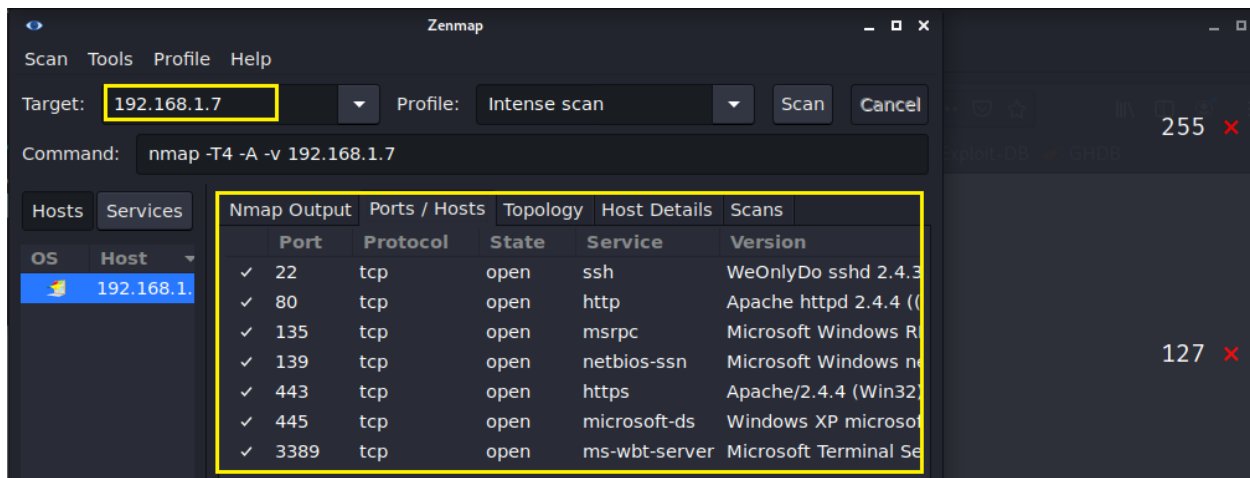 Zenmap
Scan Tools Profile Help
Target: 192.168.1.7 Profile: Intense scan Scan Cancel
255
Command: nmap -T4 -A -v 192.168.1.7
Exploit-DB GHDB
Hosts Services
Nmap Output Ports / Hosts Topology Host Details Scans
OS Host
Port Protocol State Service Version
192.168.1.
22 tcp open ssh WeOnlyDo sshd 2.4.3
80 tcp open http Apache httpd 2.4.4 ((
135 tcp open msrpc Microsoft Windows
139 tcp open netbios-ssn Microsoft Windows
127
443 tcp open https Apache/2.4.4 (Win32)
445 tcp open microsoft-ds Windows XP
3389 tcp open ms-wbt-server Microsoft Terminal